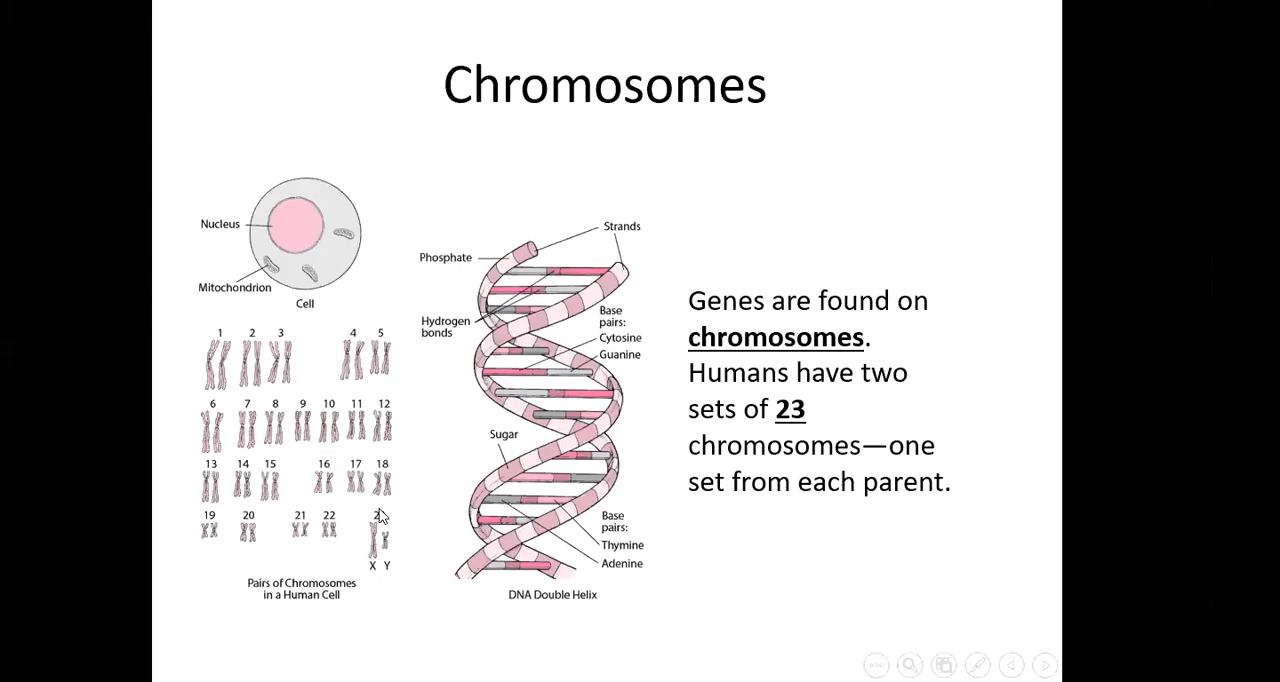 Chromosomes
Nucleus
Mitochondrion
Cell
1 2 3 4 5
6 7 8 9 10 11 12
13 14 15 16 17 18
19 20 21 22 2
X Y
Pairs of Chromosomes
in a Human Cell
Strands
Phosphate
Hydrogen
bonds
Base
pairs:
Cytosine
Guanine
Sugar
Base
pairs:
Thymine
Adenine
DNA Double Helix
Genes are found on
chromosomes.
Humans have two
sets of 23
chromosomes—one
set from each parent.